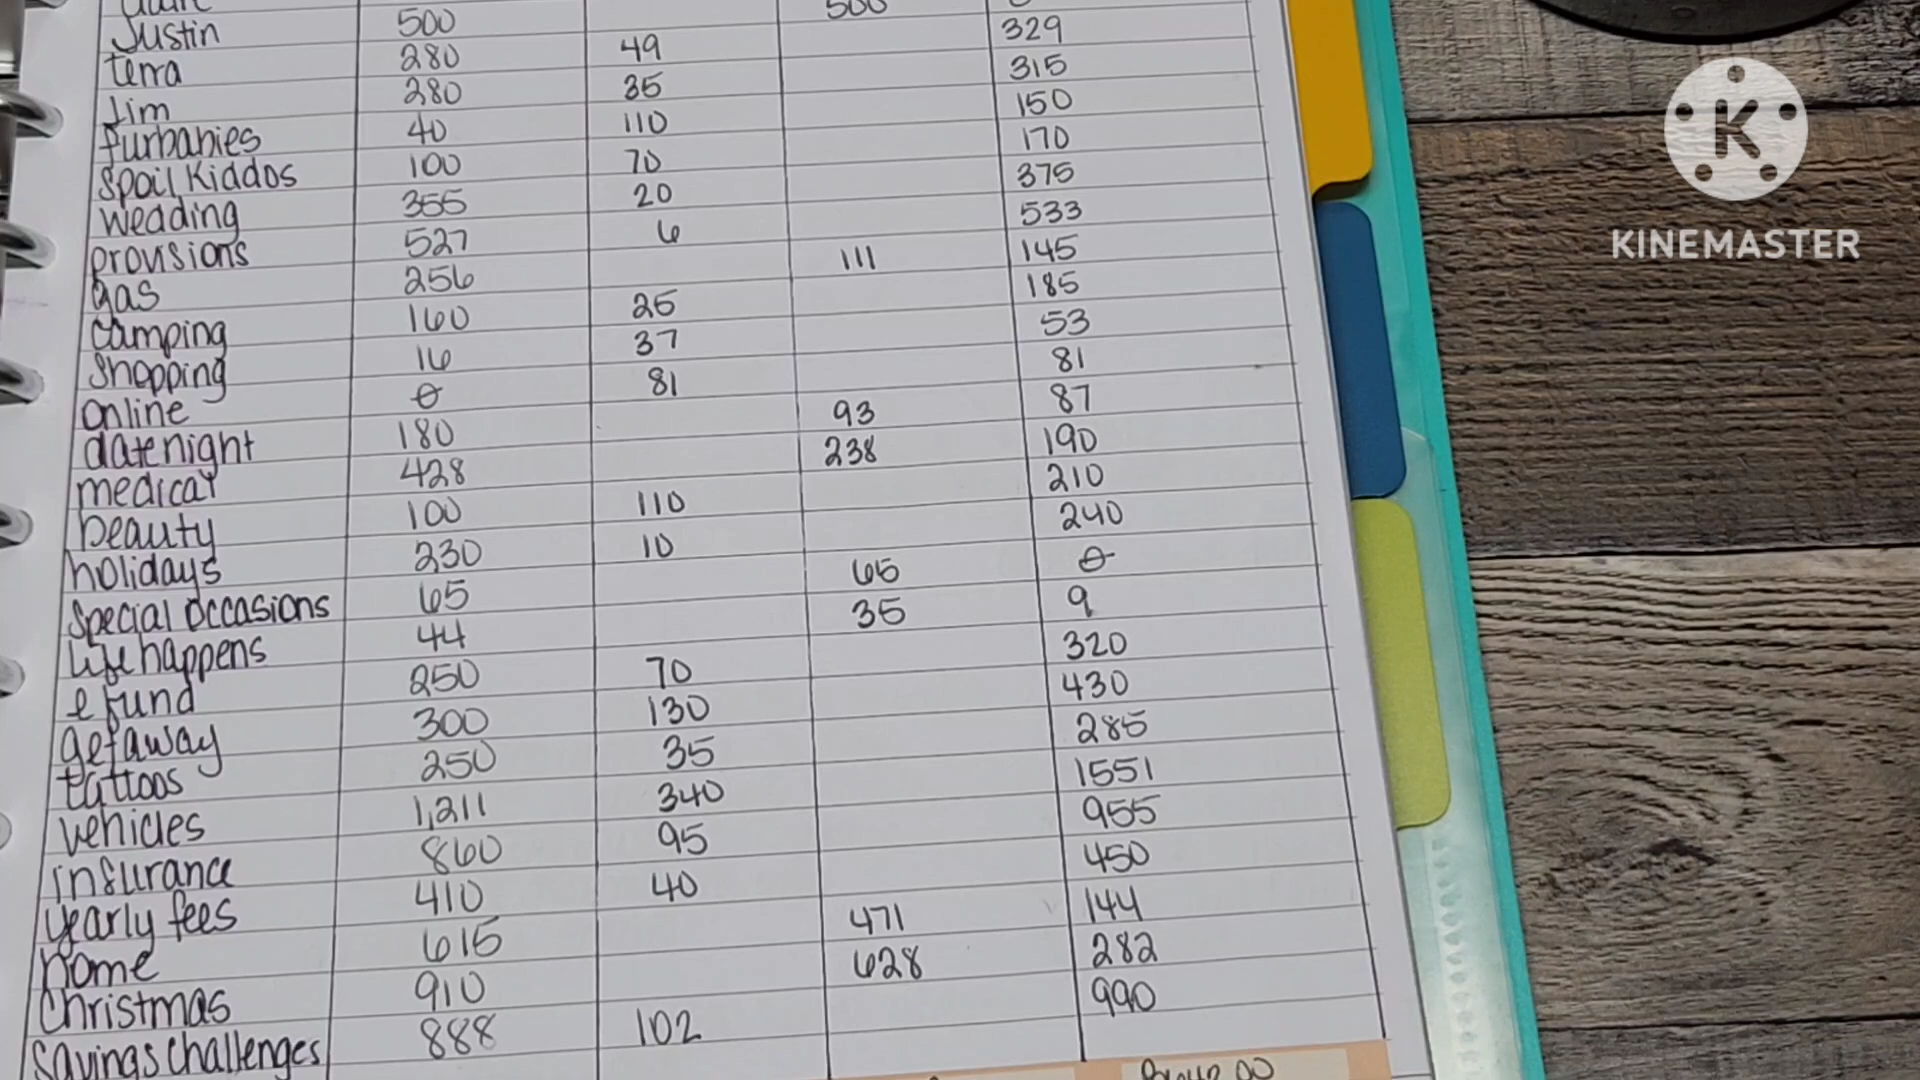 Justin 500 500
terra 280 49 329
Jim 280 35 315
furbabies 40 110 150
Spoil Kiddos 100 70 170
wedding 355 20 375
provisions 527 6 533
gas 256 111 145
camping 160 25 185
shopping 16 37 53
online 0 81 81
date night 180 93 87
medical 428 238 190
beauty 100 110 210
holidays 230 10 240
special occasions 65 65 0
life happens 44 35 9
e fund 250 70 320
getaway 300 130 430
tattoos 250 35 285
vehicles 1,211 340 1551
insurance 860 95 955
yearly fees 410 40 450
home 615 471 144
Christmas 910 628 282
savings challenges 888 102 990
K
KINEMASTER